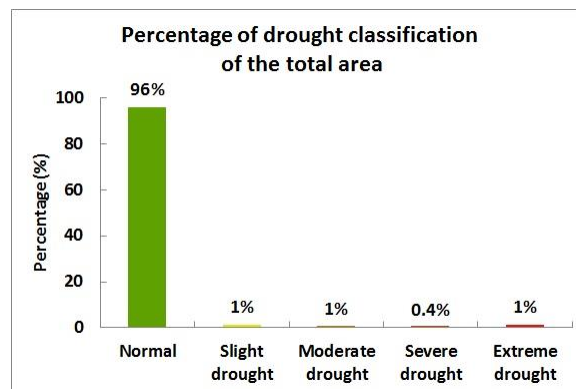 Percentage of drought classification
of the total area
Percentage (%)
100
80
60
40
20
0
96%
1%
1%
0.4%
1%
Normal
Slight
drought
Moderate
drought
Severe
drought
Extreme
drought